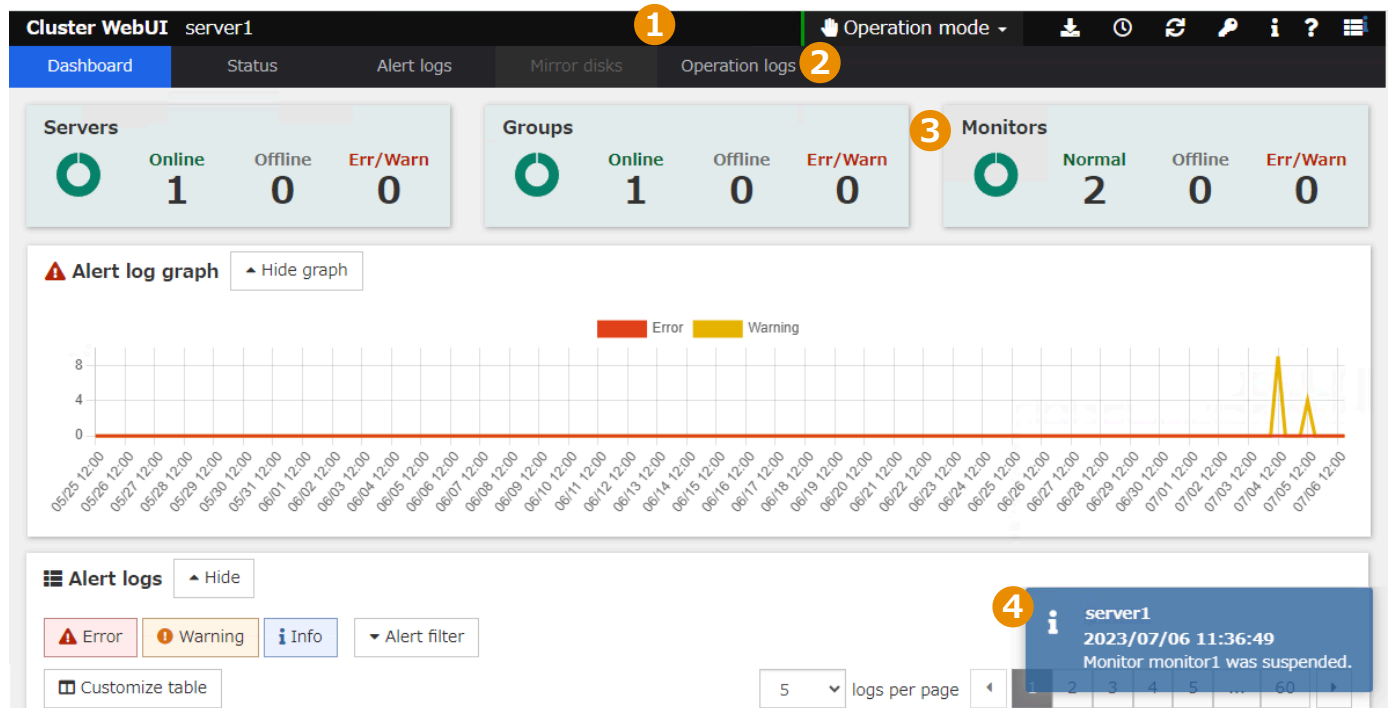 Cluster WebUI server1 1 Operation mode i ?
Dashboard Status Alert logs Mirror disks Operation logs 2
Servers
Online Offline Err/Warn
1 0 0
Groups
Online Offline Err/Warn
1 0 0
3 Monitors
Normal Offline Err/Warn
2 0 0
Alert log graph Hide graph
Error Warning
8
4
0
05/25 12:00 05/26 12:00 05/27 12:00 05/28 12:00 05/29 12:00 05/30 12:00 05/31 12:00 06/01 12:00 06/02 12:00 06/03 12:00 06/04 12:00 06/05 12:00 06/06 12:00 06/07 12:00 06/08 12:00 06/09 12:00 06/10 12:00 06/11 12:00 06/12 12:00 06/13 12:00 06/14 12:00 06/15 12:00 06/16 12:00 06/17 12:00 06/18 12:00 06/19 12:00 06/20 12:00 06/21 12:00 06/22 12:00 06/23 12:00 06/24 12:00 06/25 12:00 06/26 12:00 06/27 12:00 06/28 12:00 06/29 12:00 06/30 12:00 07/01 12:00 07/02 12:00 07/03 12:00 07/04 12:00 07/05 12:00 07/06 12:00
Alert logs Hide
Error Warning Info Alert filter
4
server1
2023/07/06 11:36:49
Monitor monitor1 was suspended.
Customize table 5 logs per page 1 2 3 4 5 ... 60